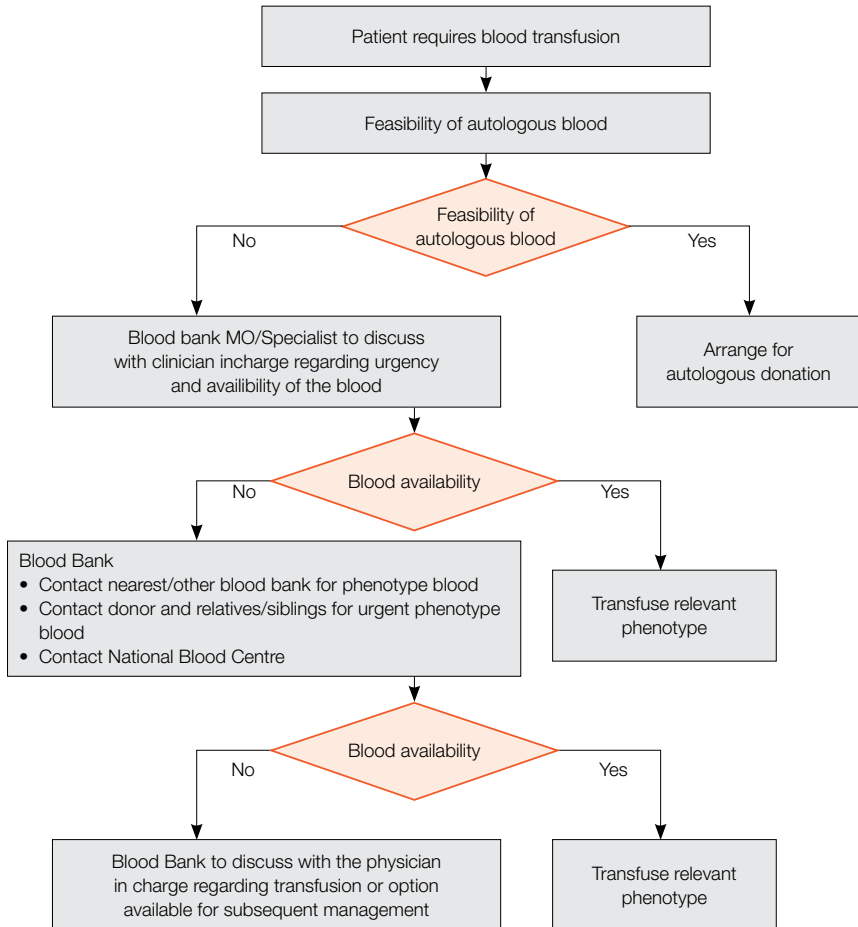 Patient requires blood transfusion
Feasibility of autologous blood
Feasibility of
autologous blood
No
Yes
Blood bank MO/Specialist to discuss
with clinician incharge regarding urgency
and availibility of the blood
Arrange for
autologous donation
Blood availability
No
Yes
Blood Bank
• Contact nearest/other blood bank for phenotype blood
• Contact donor and relatives/siblings for urgent phenotype
blood
• Contact National Blood Centre
Transfuse relevant
phenotype
Blood availability
No
Yes
Blood Bank to discuss with the physician
in charge regarding transfusion or option
available for subsequent management
Transfuse relevant
phenotype